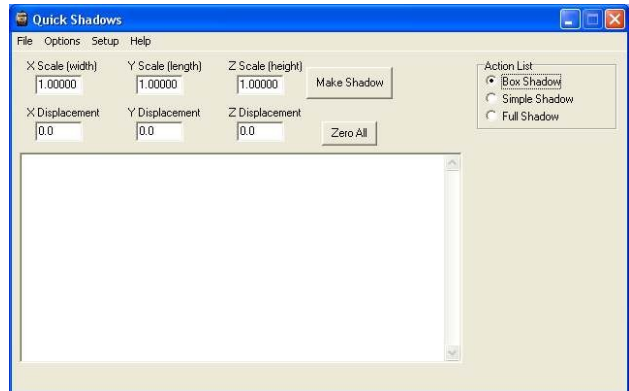 Quick Shadows
File Options Setup Help
X Scale (width) Y Scale (length) Z Scale (height)
1.00000 1.00000 1.00000 Make Shadow
X Displacement Y Displacement Z Displacement
0.0 0.0 0.0 Zero All
Action List
Box Shadow
Simple Shadow
Full Shadow